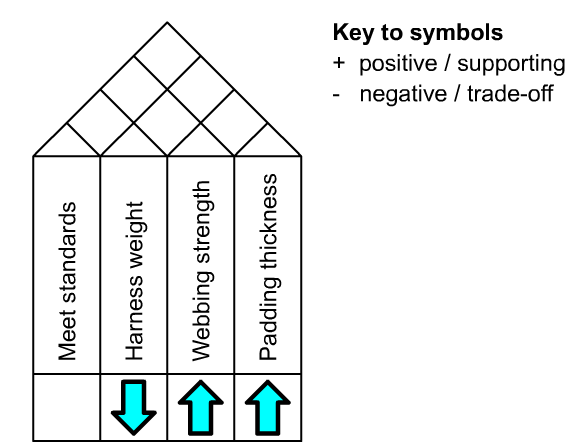 Key to symbols
+ positive / supporting
- negative / trade-off
Meet standards
Harness weight
Webbing strength
Padding thickness